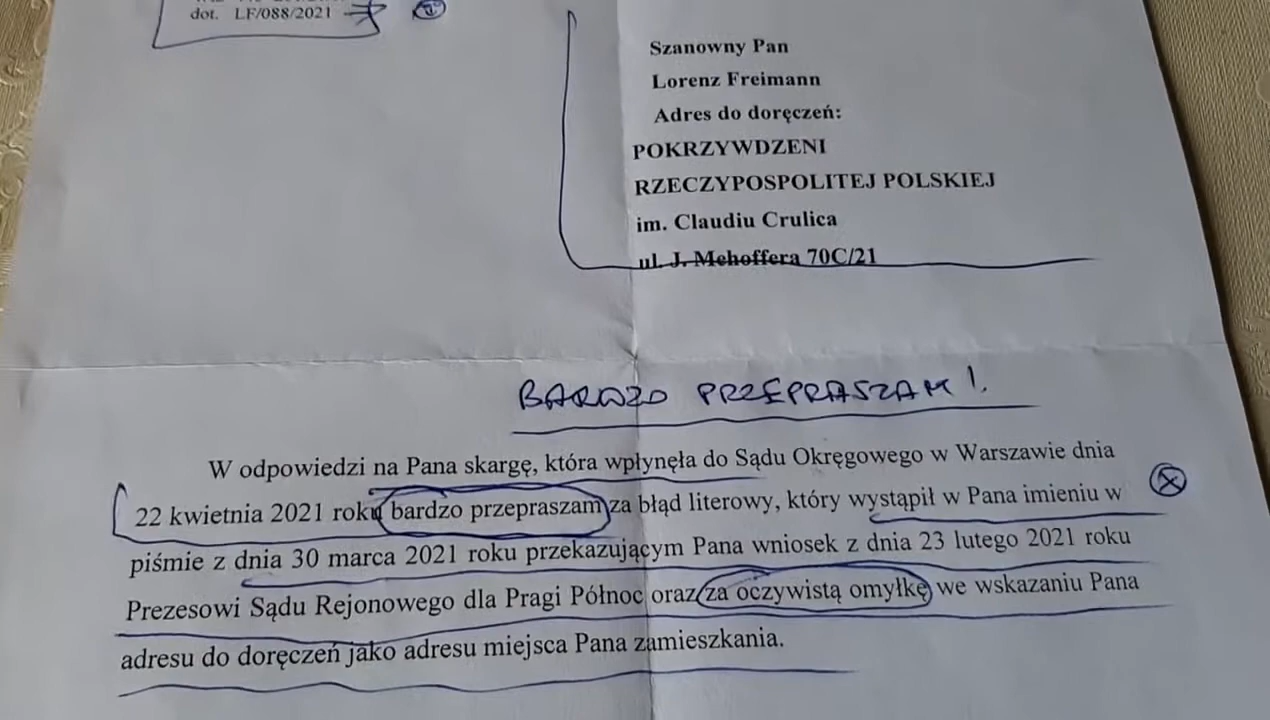 dot. LF/088/2021
Szanowny Pan
Lorenz Freimann
Adres do doręczeń:
POKRZYWDZENI
RZECZYPOSPOLITEJ POLSKIEJ
im. Claudiu Crulica
ul. J. Mehoffera 70C/21
BARDZO PRZEPRASZAM!
W odpowiedzi na Pana skargę, która wpłynęła do Sądu Okręgowego w Warszawie dnia
22 kwietnia 2021 roku bardzo przepraszam za błąd literowy, który wystąpił w Pana imieniu w
piśmie z dnia 30 marca 2021 roku przekazującym Pana wniosek z dnia 23 lutego 2021 roku
Prezesowi Sądu Rejonowego dla Pragi Północ oraz za oczywistą omyłkę we wskazaniu Pana
adresu do doręczeń jako adresu miejsca Pana zamieszkania.